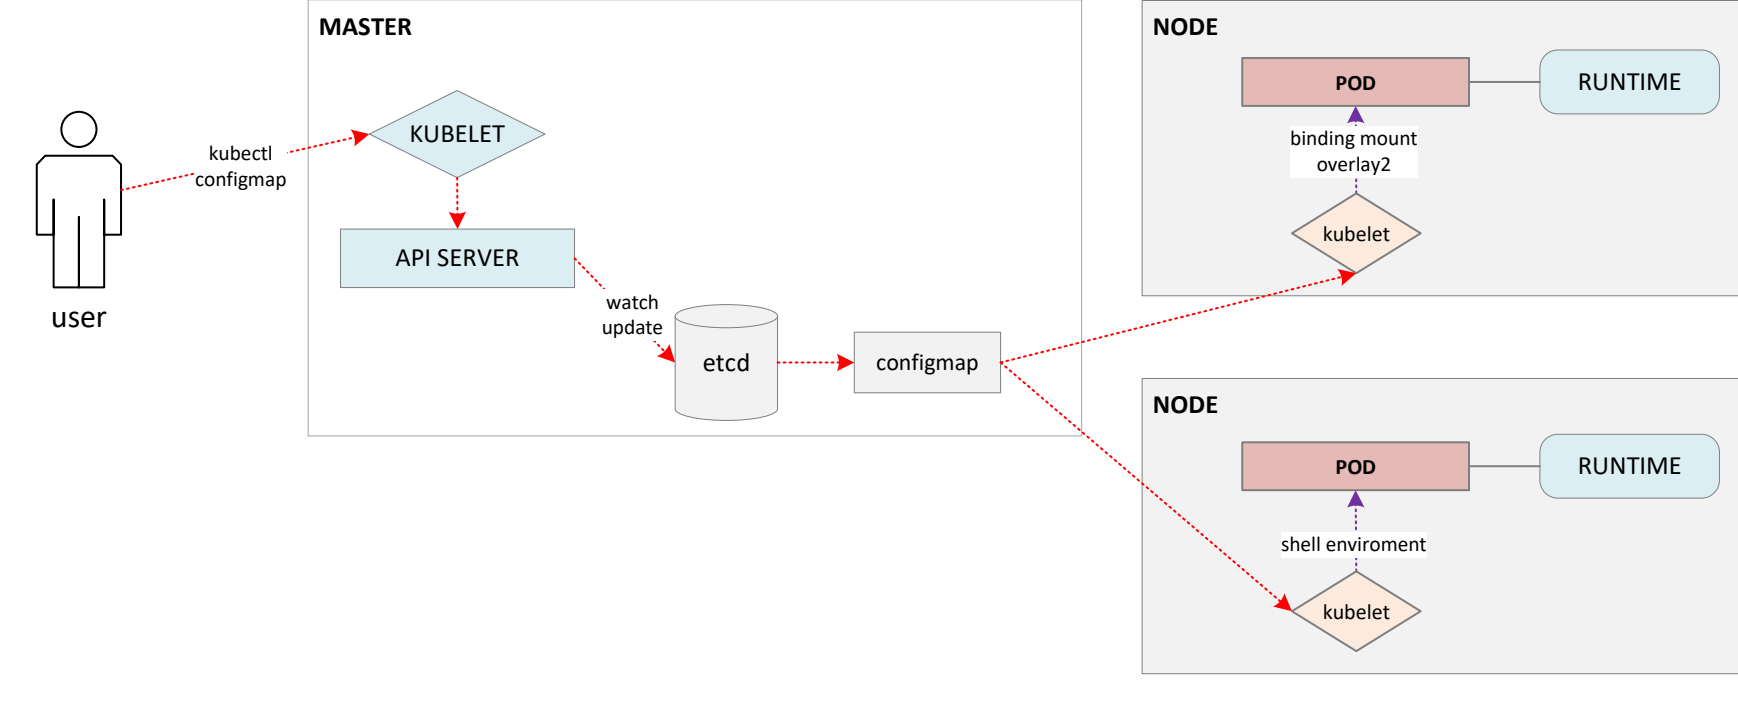 MASTER
KUBELET
kubectl
configmap
user
API SERVER
watch
update
etcd
configmap
NODE
POD
RUNTIME
binding mount
overlay2
kubelet
NODE
POD
RUNTIME
shell enviroment
kubelet